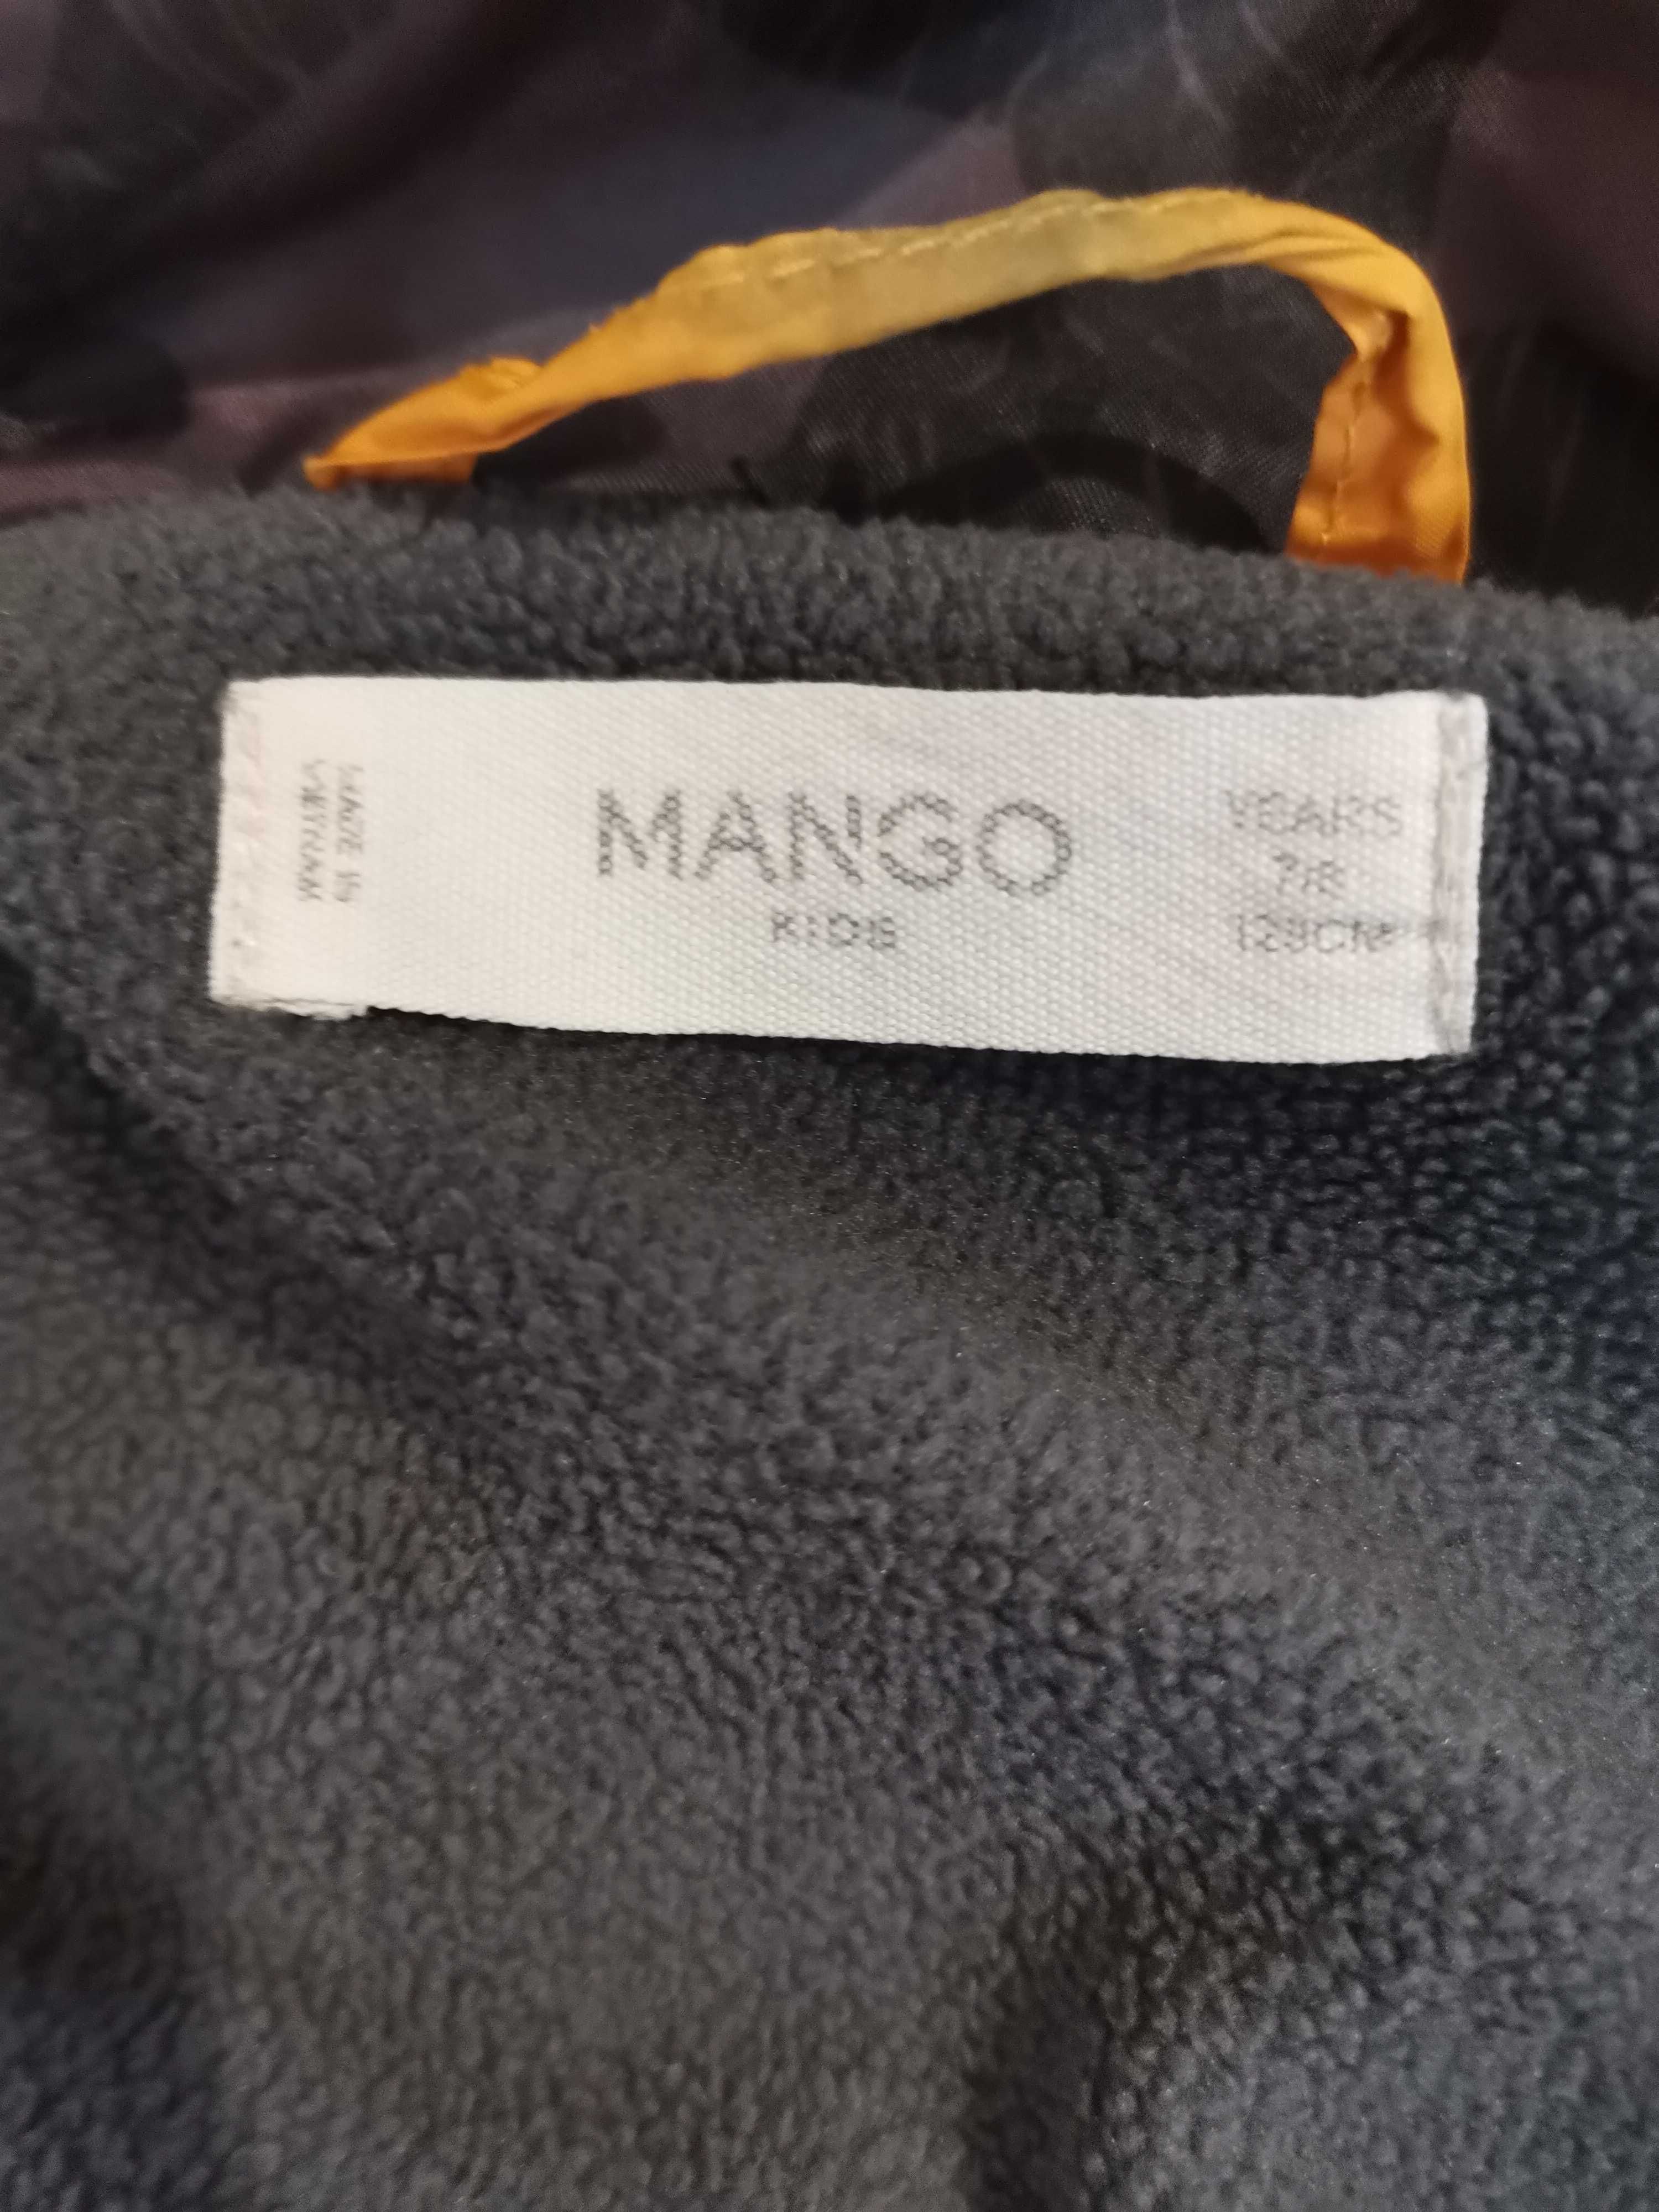 MADE IN
VIETNAM
MANGO
KIDS
YEARS
7/8
128CM